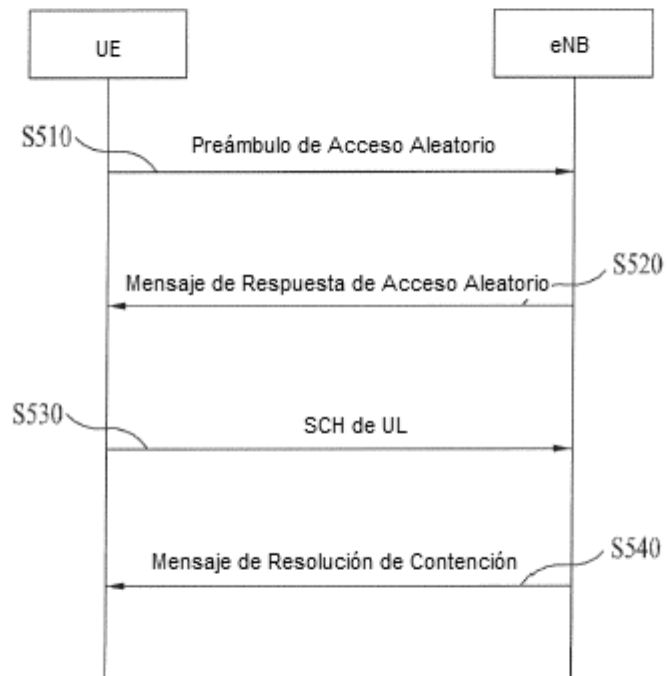 UE
eNB
S510
Preámbulo de Acceso Aleatorio
Mensaje de Respuesta de Acceso Aleatorio
S520
S530
SCH de UL
Mensaje de Resolución de Contención
S540